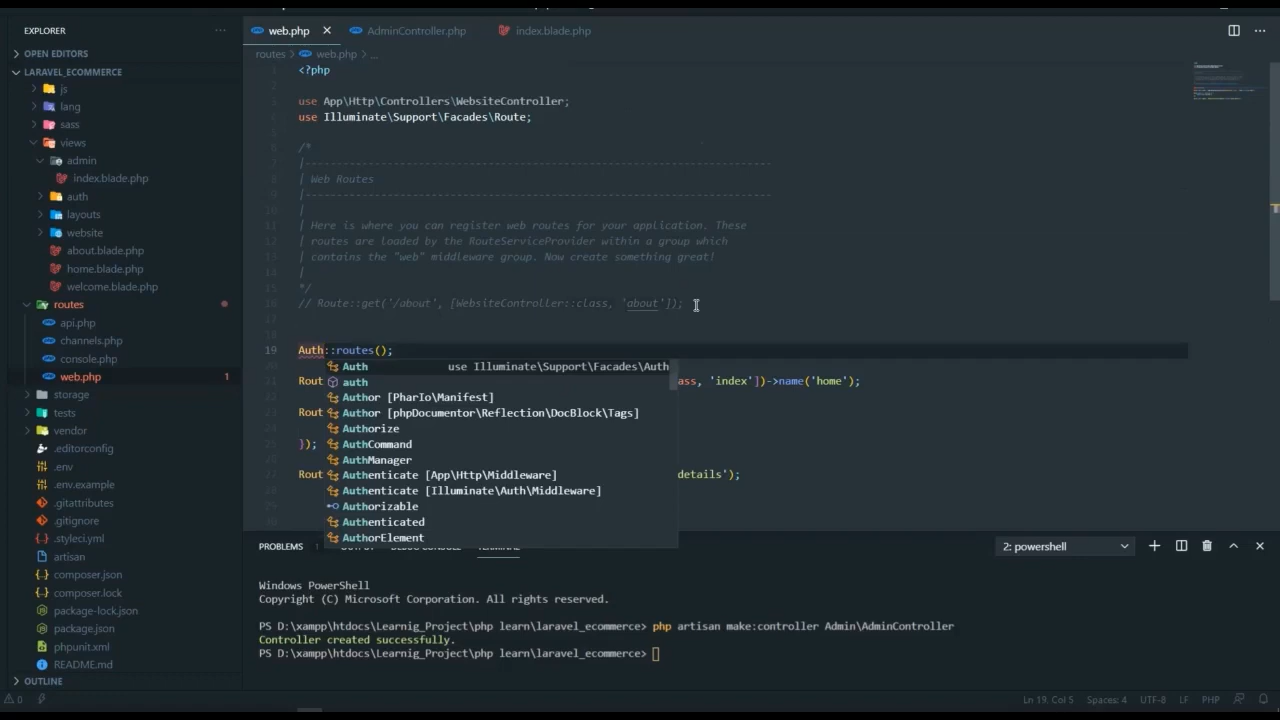 EXPLORER
web.php
AdminController.php
index.blade.php
OPEN EDITORS
routes > web.php > ...
LARAVEL_ECOMMERCE
js
lang
sass
views
admin
index.blade.php
auth
layouts
website
about.blade.php
home.blade.php
welcome.blade.php
routes
api.php
channels.php
console.php
web.php 1
storage
tests
vendor
.editorconfig
.env
.env.example
.gitattributes
.gitignore
.styleci.yml
artisan
composer.json
composer.lock
package-lock.json
package.json
phpunit.xml
README.md
OUTLINE
<?php
use App\Http\Controllers\WebsiteController;
use Illuminate\Support\Facades\Route;
/*
|--------------------------------------------------------------------------
| Web Routes
|--------------------------------------------------------------------------
|
| Here is where you can register web routes for your application. These
| routes are loaded by the RouteServiceProvider within a group which
| contains the "web" middleware group. Now create something great!
|
*/
// Route::get('/about', [WebsiteController::class, 'about']);
19 Auth::routes();
Auth use Illuminate\Support\Facades\Auth
auth
Rout ass, 'index'])->name('home');
Author [PharIo\Manifest]
Rout Author [phpDocumentor\Reflection\DocBlock\Tags]
Authorize
}); AuthCommand
AuthManager
Rout Authenticate [App\Http\Middleware] details');
Authenticate [Illuminate\Auth\Middleware]
Authorizable
Authenticated
AuthorElement
PROBLEMS
TERMINAL
2: powershell
Windows PowerShell
Copyright (C) Microsoft Corporation. All rights reserved.
PS D:\xampp\htdocs\Learnig_Project\php learn\laravel_ecommerce> php artisan make:controller Admin\AdminController
Controller created successfully.
PS D:\xampp\htdocs\Learnig_Project\php learn\laravel_ecommerce>
0
Ln 19, Col 5 Spaces: 4 UTF-8 LF PHP